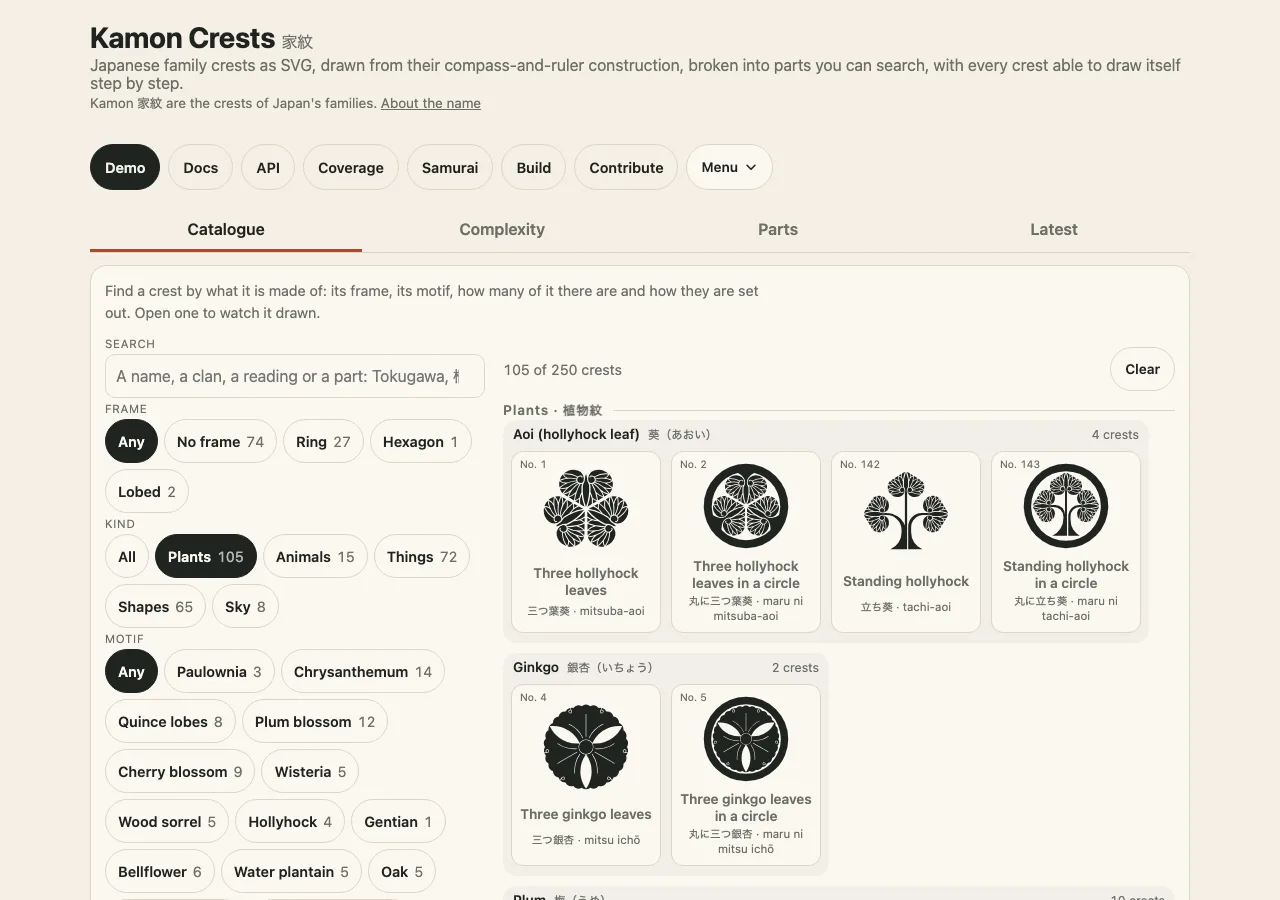 Kamon Crests 家紋
Japanese family crests as SVG, drawn from their compass-and-ruler construction, broken into parts you can search, with every crest able to draw itself
step by step.
Kamon 家紋 are the crests of Japan's families. About the name
Demo Docs API Coverage Samurai Build Contribute Menu
Catalogue Complexity Parts Latest
Find a crest by what it is made of: its frame, its motif, how many of it there are and how they are set
out. Open one to watch it drawn.
SEARCH
A name, a clan, a reading or a part: Tokugawa,
FRAME
Any No frame 74 Ring 27 Hexagon 1
Lobed 2
KIND
All Plants 105 Animals 15 Things 72
Shapes 65 Sky 8
MOTIF
Any Paulownia 3 Chrysanthemum 14
Quince lobes 8 Plum blossom 12
Cherry blossom 9 Wisteria 5
Wood sorrel 5 Hollyhock 4 Gentian 1
Bellflower 6 Water plantain 5 Oak 5
105 of 250 crests Clear
Plants · 植物紋
Aoi (hollyhock leaf) 葵（あおい） 4 crests
No. 1
Three hollyhock
leaves
三つ葉葵 · mitsuba-aoi
No. 2
Three hollyhock
leaves in a circle
丸に三つ葉葵 · maru ni
mitsuba-aoi
No. 142
Standing hollyhock
立ち葵 · tachi-aoi
No. 143
Standing hollyhock
in a circle
丸に立ち葵 · maru ni
tachi-aoi
Ginkgo 銀杏（いちょう） 2 crests
No. 4
Three ginkgo leaves
三つ銀杏 · mitsu ichō
No. 5
Three ginkgo leaves
in a circle
丸に三つ銀杏 · maru ni
mitsu ichō
Plum 梅（うめ） 10 crests